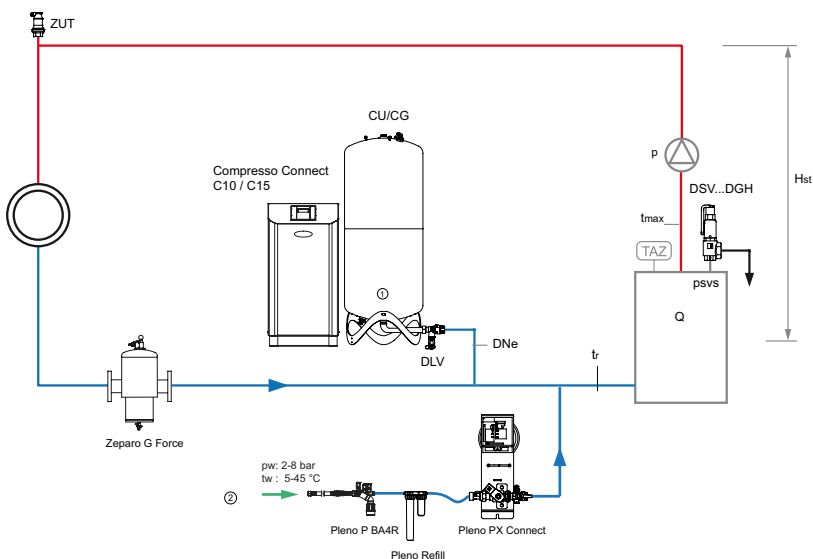 ZUT
CU/CG
Compresso Connect
C10 / C15
p
Hst
DSV...DGH
tmax
TAZ
psvs
①
Q
DNe
DLV
tr
Zeparo G Force
pw: 2-8 bar
tw : 5-45 °C
②
Pleno P BA4R
Pleno PX Connect
Pleno Refill